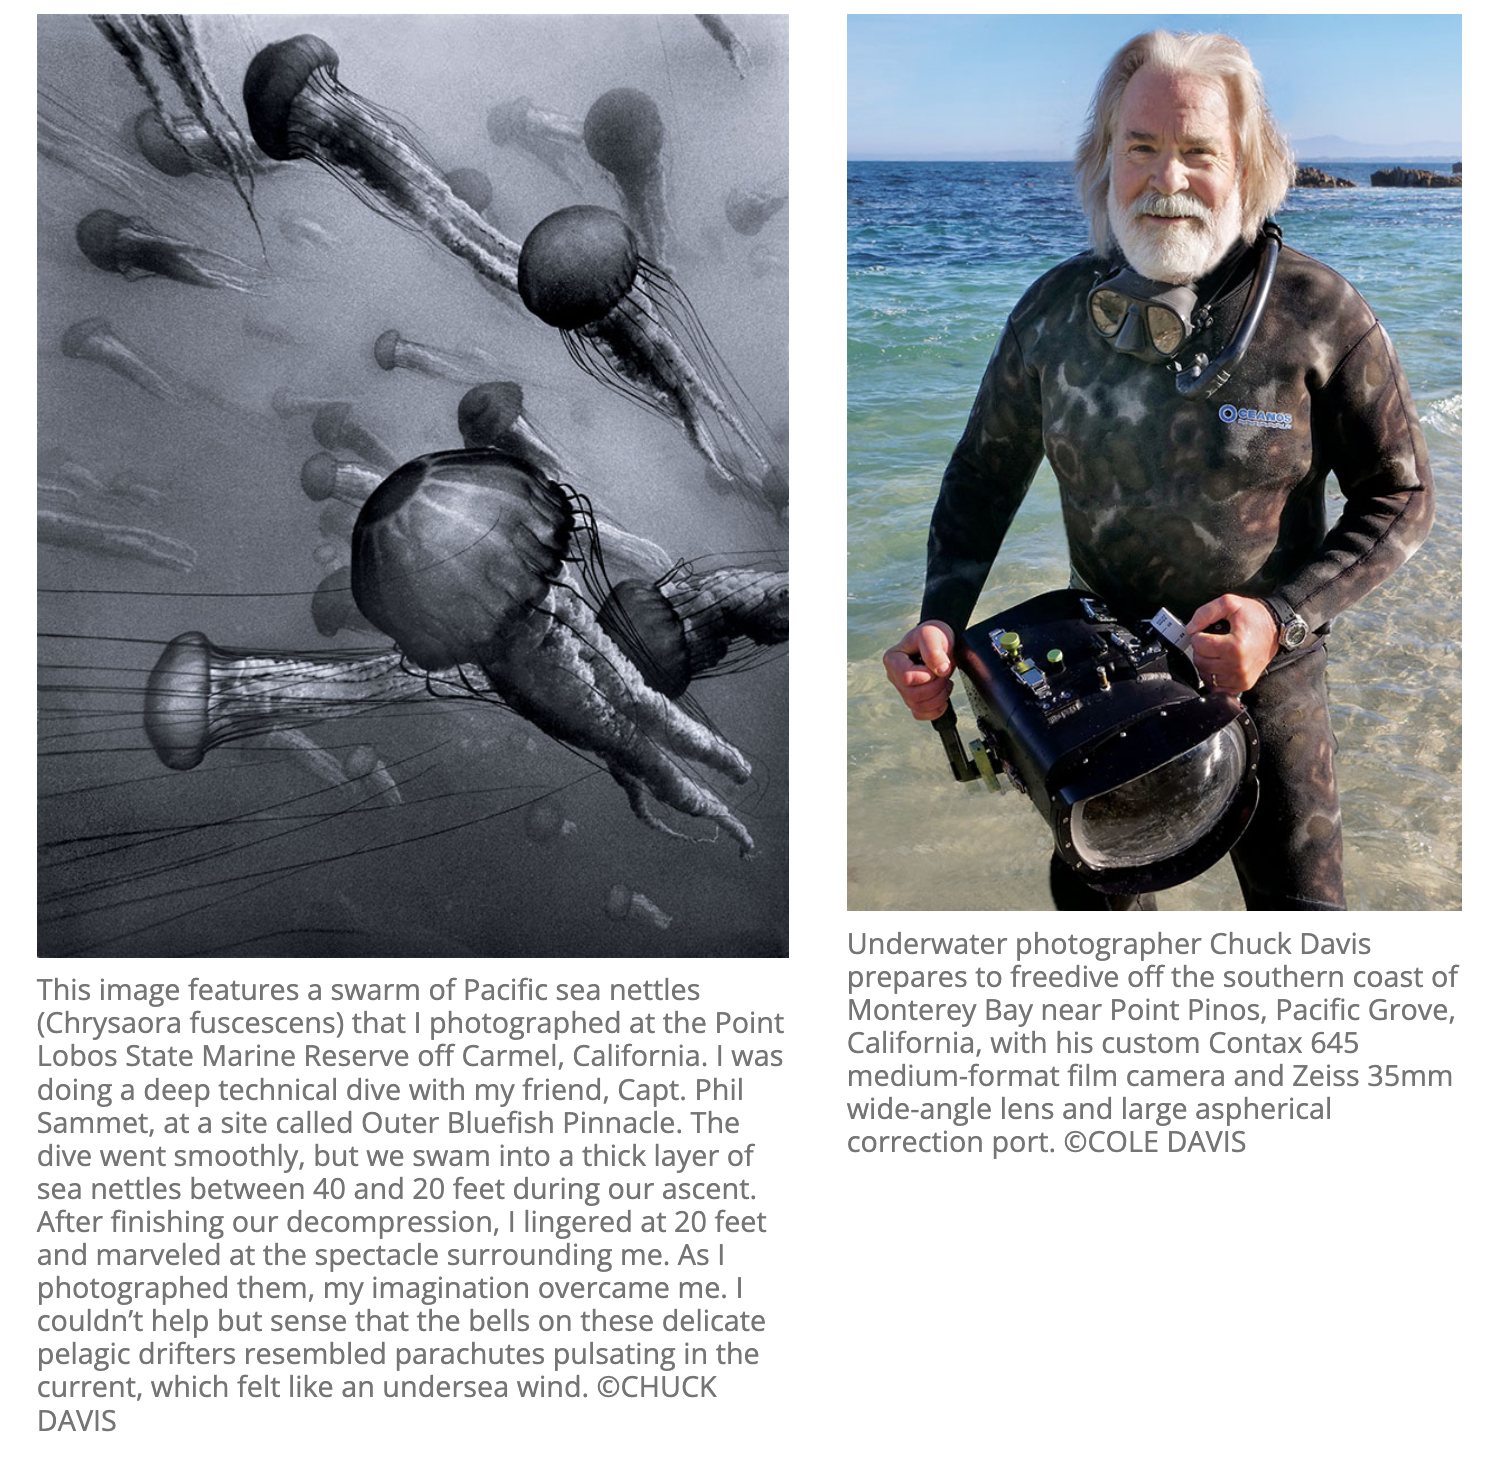 This image features a swarm of Pacific sea nettles
(Chrysaora fuscescens) that I photographed at the Point
Lobos State Marine Reserve off Carmel, California. I was
doing a deep technical dive with my friend, Capt. Phil
Sammet, at a site called Outer Bluefish Pinnacle. The
dive went smoothly, but we swam into a thick layer of
sea nettles between 40 and 20 feet during our ascent.
After finishing our decompression, I lingered at 20 feet
and marveled at the spectacle surrounding me. As I
photographed them, my imagination overcame me. I
couldn’t help but sense that the bells on these delicate
pelagic drifters resembled parachutes pulsating in the
current, which felt like an undersea wind. ©CHUCK
DAVIS
OCEANOS
Underwater photographer Chuck Davis
prepares to freedive off the southern coast of
Monterey Bay near Point Pinos, Pacific Grove,
California, with his custom Contax 645
medium-format film camera and Zeiss 35mm
wide-angle lens and large aspherical
correction port. ©COLE DAVIS